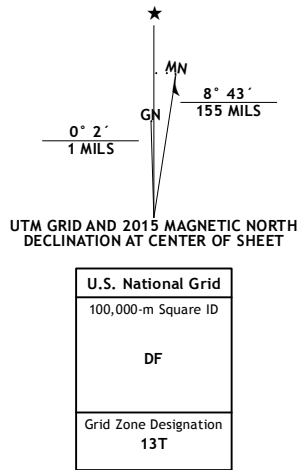 MN
GN
8° 43´
155 MILS
0° 2´
1 MILS
UTM GRID AND 2015 MAGNETIC NORTH
DECLINATION AT CENTER OF SHEET
U.S. National Grid
100,000-m Square ID
DF
Grid Zone Designation
13T